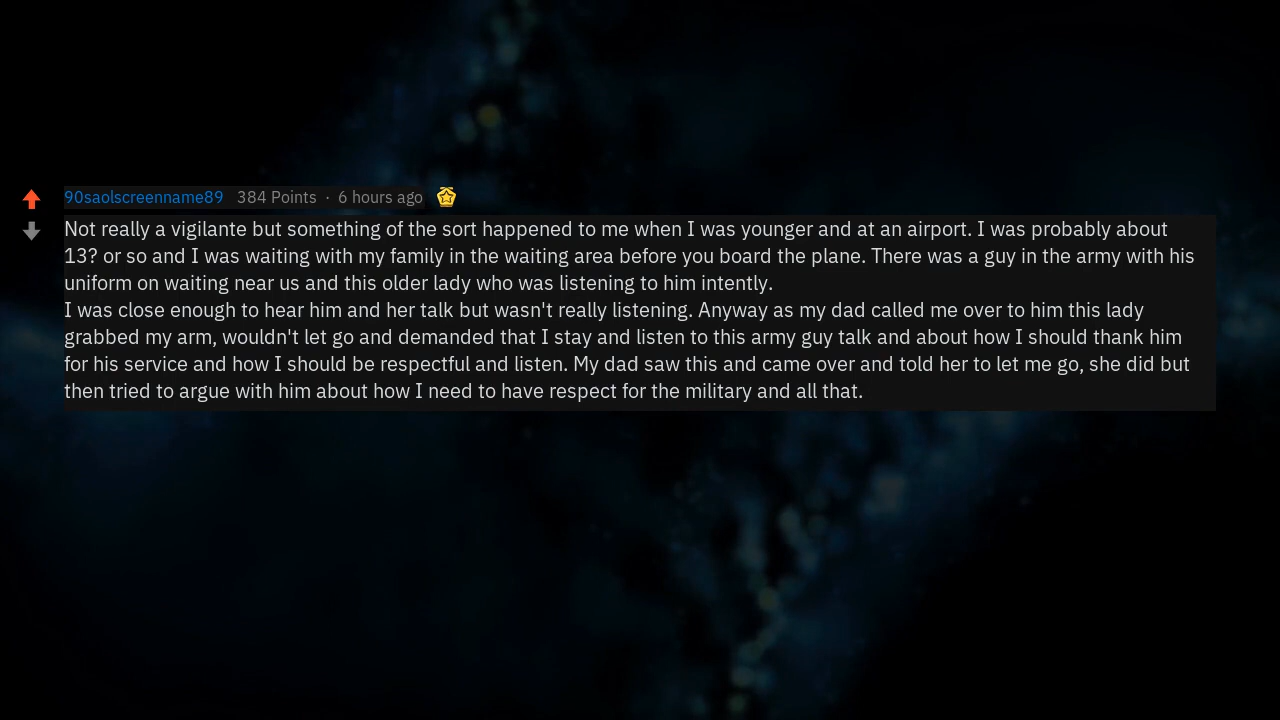 90saolscreenname89 384 Points · 6 hours ago
Not really a vigilante but something of the sort happened to me when I was younger and at an airport. I was probably about
13? or so and I was waiting with my family in the waiting area before you board the plane. There was a guy in the army with his
uniform on waiting near us and this older lady who was listening to him intently.
I was close enough to hear him and her talk but wasn't really listening. Anyway as my dad called me over to him this lady
grabbed my arm, wouldn't let go and demanded that I stay and listen to this army guy talk and about how I should thank him
for his service and how I should be respectful and listen. My dad saw this and came over and told her to let me go, she did but
then tried to argue with him about how I need to have respect for the military and all that.